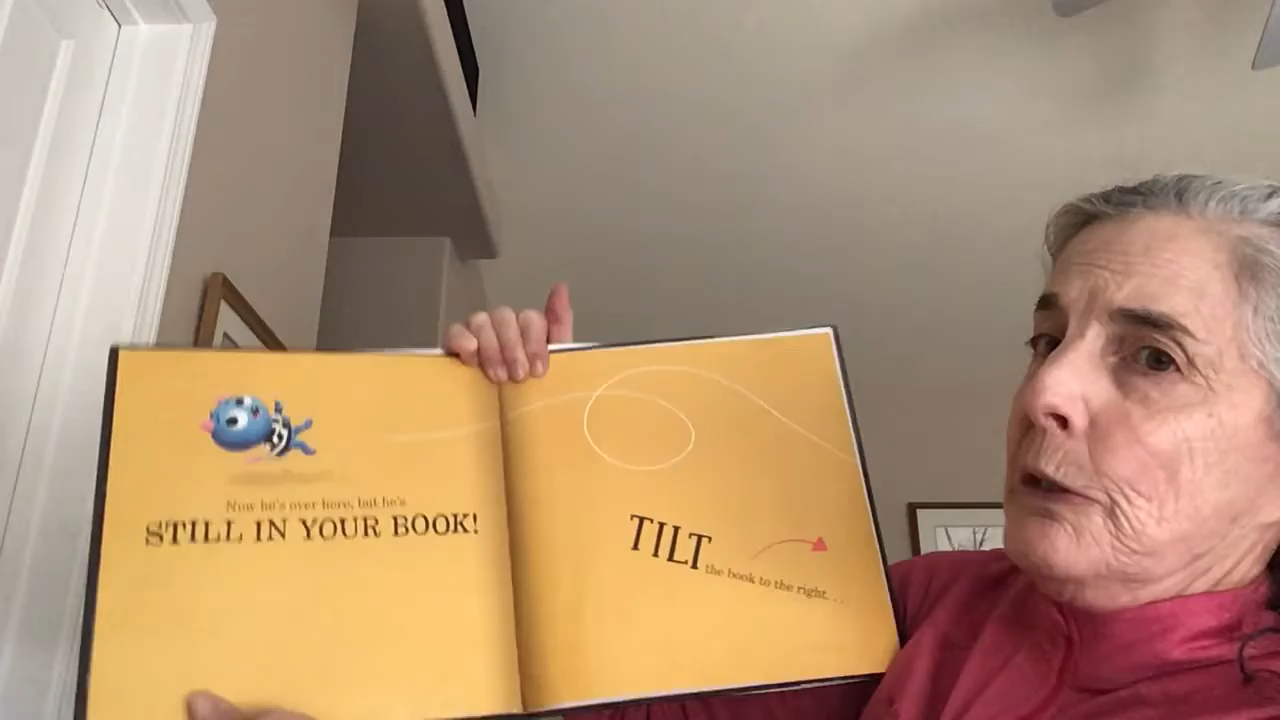 Now he's over here, but he's
STILL IN YOUR BOOK!
TILT the book to the right. . .